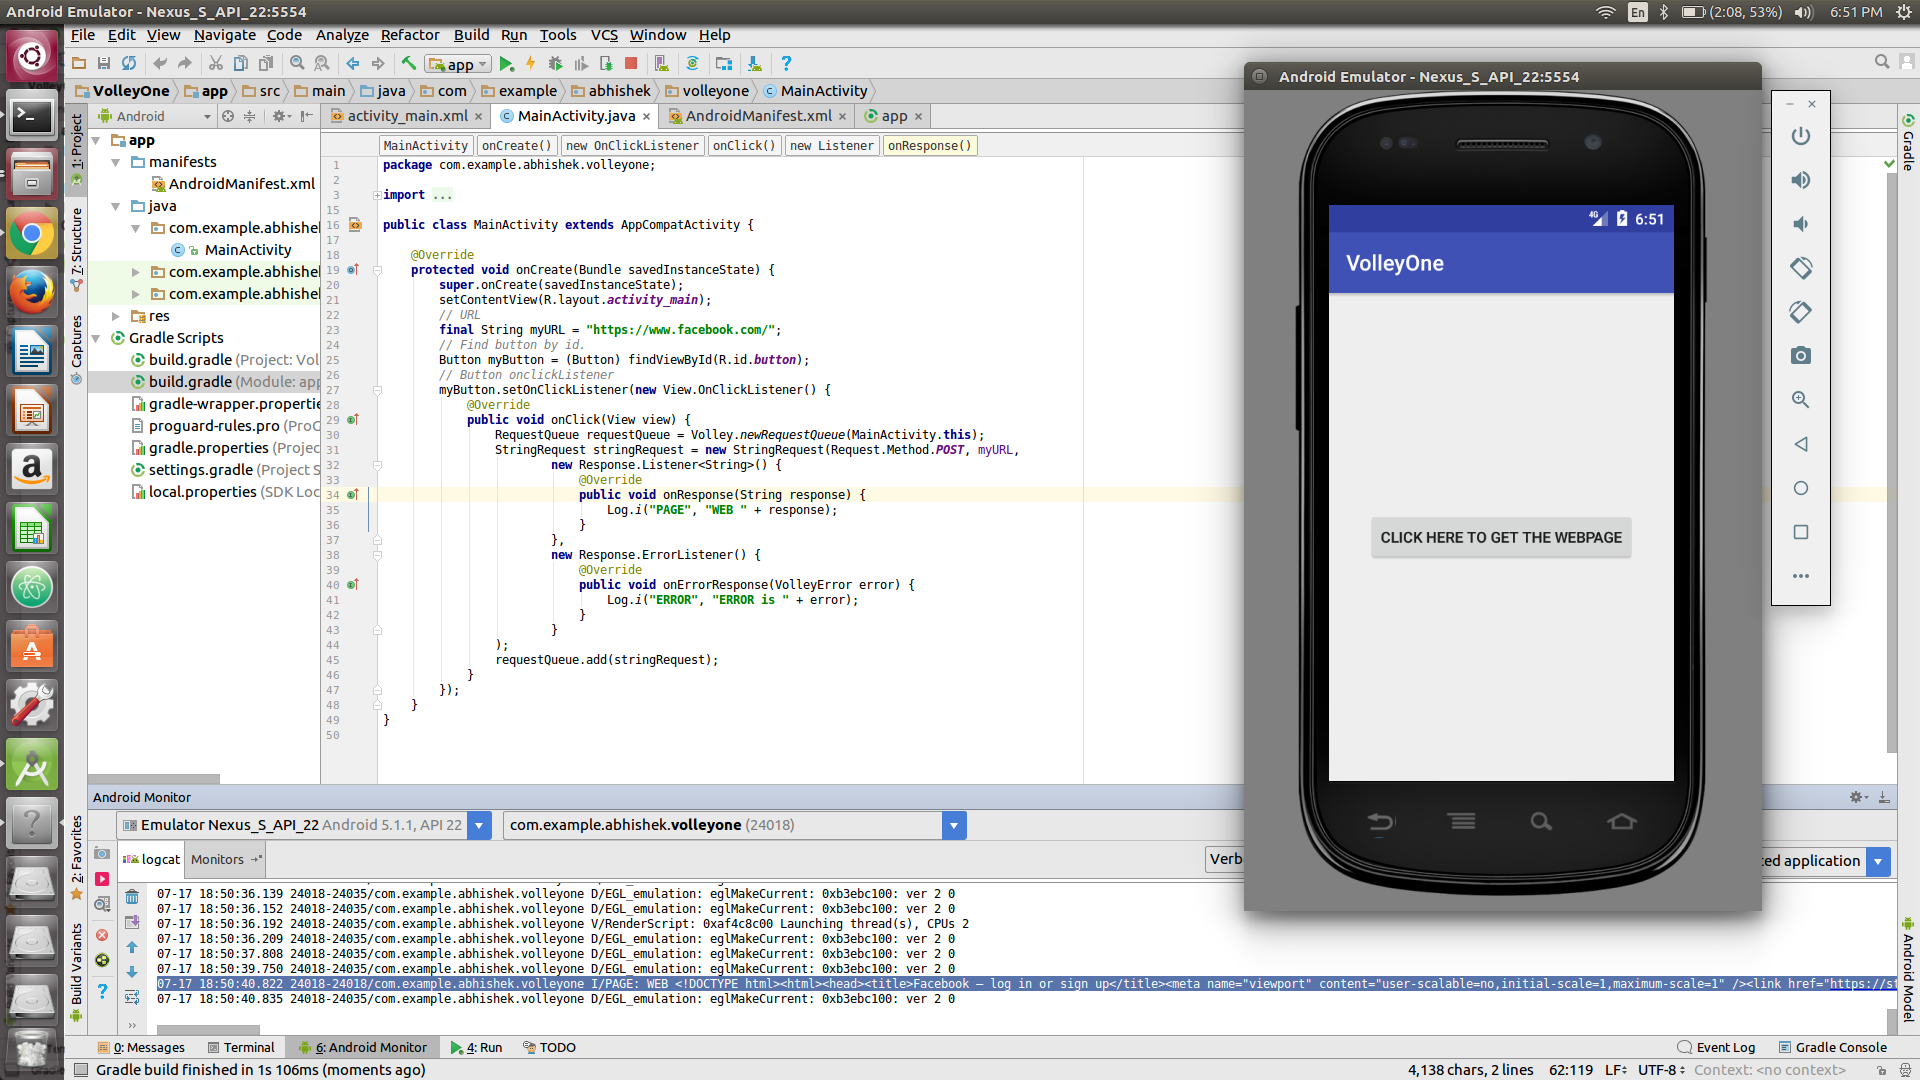 Android Emulator - Nexus_S_API_22:5554
En (2:08, 53%) 6:51 PM
File Edit View Navigate Code Analyze Refactor Build Run Tools VCS Window Help
app
VolleyOne app src main java com example abhishek volleyone MainActivity
Android
activity_main.xml MainActivity.java AndroidManifest.xml app
MainActivity onCreate() new OnClickListener onClick() new Listener onResponse()
1: Project
7: Structure
Captures
2: Favorites
Build Variants
app
manifests
AndroidManifest.xml
java
com.example.abhishel
MainActivity
com.example.abhishel
com.example.abhishel
res
Gradle Scripts
build.gradle (Project: Vol
build.gradle (Module: app
gradle-wrapper.propertie
proguard-rules.pro (ProC
gradle.properties (Projec
settings.gradle (Project S
local.properties (SDK Loc
1 package com.example.abhishek.volleyone;
2
3 import ...
15
16 public class MainActivity extends AppCompatActivity {
17
18 @Override
19 protected void onCreate(Bundle savedInstanceState) {
20 super.onCreate(savedInstanceState);
21 setContentView(R.layout.activity_main);
22 // URL
23 final String myURL = "https://www.facebook.com/";
24 // Find button by id.
25 Button myButton = (Button) findViewById(R.id.button);
26 // Button onclickListener
27 myButton.setOnClickListener(new View.OnClickListener() {
28 @Override
29 public void onClick(View view) {
30 RequestQueue requestQueue = Volley.newRequestQueue(MainActivity.this);
31 StringRequest stringRequest = new StringRequest(Request.Method.POST, myURL,
32 new Response.Listener<String>() {
33 @Override
34 public void onResponse(String response) {
35 Log.i("PAGE", "WEB " + response);
36 }
37 },
38 new Response.ErrorListener() {
39 @Override
40 public void onErrorResponse(VolleyError error) {
41 Log.i("ERROR", "ERROR is " + error);
42 }
43 }
44 );
45 requestQueue.add(stringRequest);
46 }
47 });
48 }
49 }
50
Android Emulator - Nexus_S_API_22:5554
4G 6:51
VolleyOne
CLICK HERE TO GET THE WEBPAGE
Gradle
Android Model
Android Monitor
Emulator Nexus_S_API_22 Android 5.1.1, API 22 com.example.abhishek.volleyone (24018)
logcat Monitors Verb ted application
07-17 18:50:36.139 24018-24035/com.example.abhishek.volleyone D/EGL_emulation: eglMakeCurrent: 0xb3ebc100: ver 2 0
07-17 18:50:36.152 24018-24035/com.example.abhishek.volleyone D/EGL_emulation: eglMakeCurrent: 0xb3ebc100: ver 2 0
07-17 18:50:36.192 24018-24035/com.example.abhishek.volleyone V/RenderScript: 0xaf4c8c00 Launching thread(s), CPUs 2
07-17 18:50:36.209 24018-24035/com.example.abhishek.volleyone D/EGL_emulation: eglMakeCurrent: 0xb3ebc100: ver 2 0
07-17 18:50:37.808 24018-24035/com.example.abhishek.volleyone D/EGL_emulation: eglMakeCurrent: 0xb3ebc100: ver 2 0
07-17 18:50:39.750 24018-24035/com.example.abhishek.volleyone D/EGL_emulation: eglMakeCurrent: 0xb3ebc100: ver 2 0
07-17 18:50:40.822 24018-24018/com.example.abhishek.volleyone I/PAGE: WEB <!DOCTYPE html><html><head><title>Facebook – log in or sign up</title><meta name="viewport" content="user-scalable=no,initial-scale=1,maximum-scale=1" /><link href="https://st
07-17 18:50:40.835 24018-24035/com.example.abhishek.volleyone D/EGL_emulation: eglMakeCurrent: 0xb3ebc100: ver 2 0
0: Messages Terminal 6: Android Monitor 4: Run TODO Event Log Gradle Console
Gradle build finished in 1s 106ms (moments ago) 4,138 chars, 2 lines 62:119 LF UTF-8 Context: <no context>